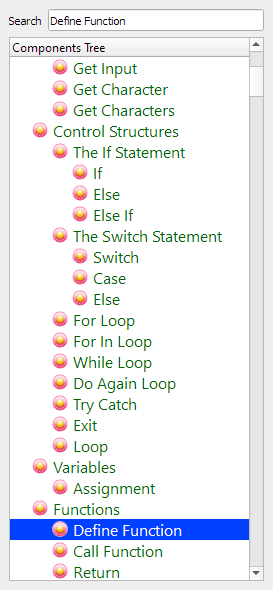 Search Define Function
Components Tree
Get Input
Get Character
Get Characters
Control Structures
The If Statement
If
Else
Else If
The Switch Statement
Switch
Case
Else
For Loop
For In Loop
While Loop
Do Again Loop
Try Catch
Exit
Loop
Variables
Assignment
Functions
Define Function
Call Function
Return